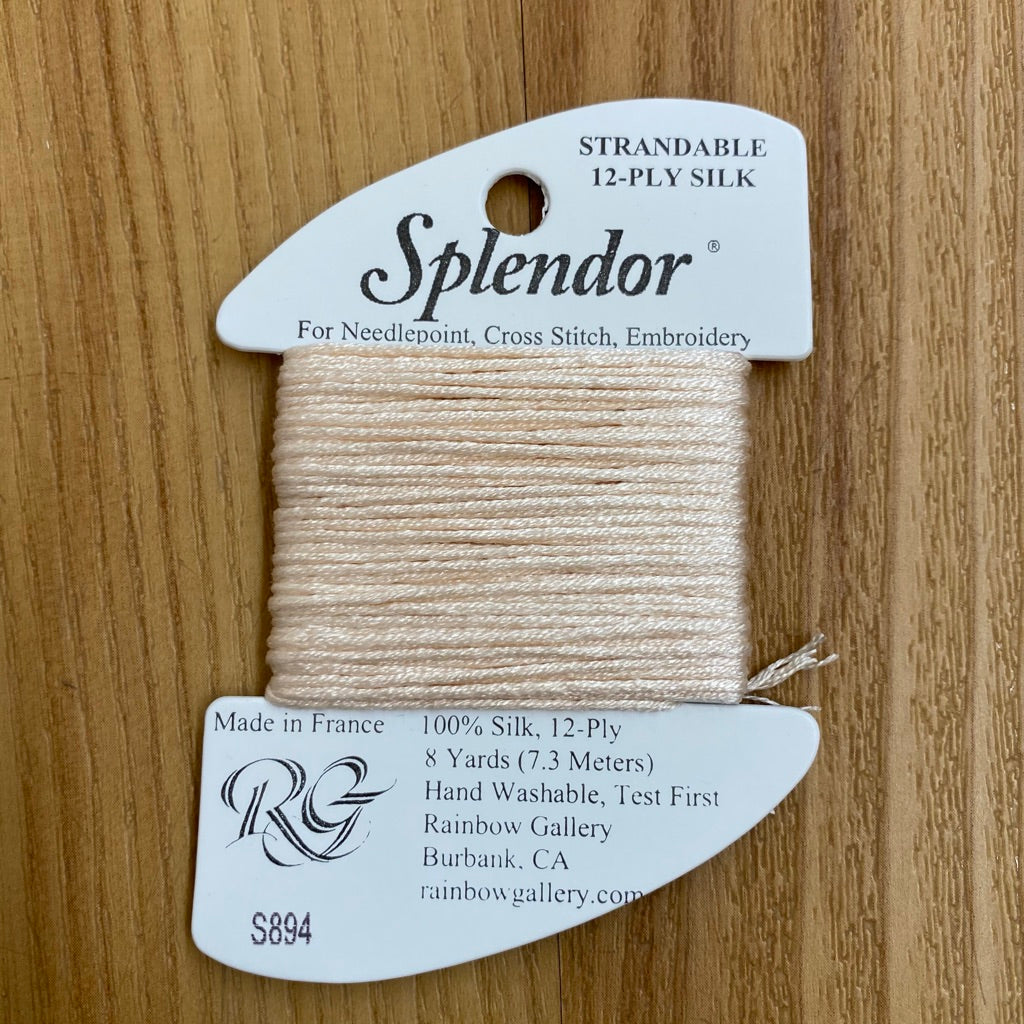 STRANDABLE
12-PLY SILK
Splendor ®
For Needlepoint, Cross Stitch, Embroidery
Made in France
100% Silk, 12-Ply
8 Yards (7.3 Meters)
Hand Washable, Test First
Rainbow Gallery
Burbank, CA
rainbowgallery.com
RG
S894